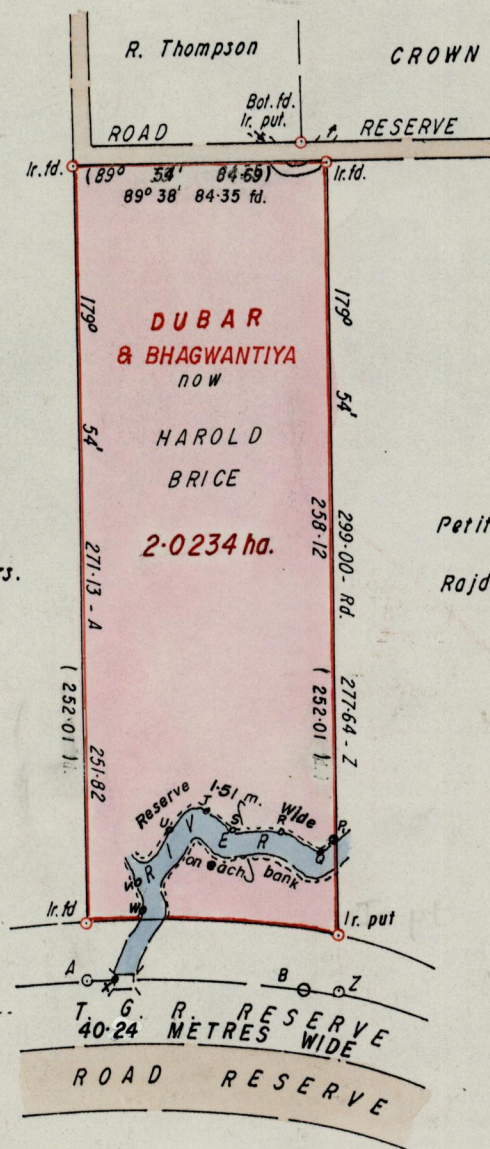 R. Thompson
CROWN
Bot. fd.
Ir. put.
ROAD
RESERVE
Ir. fd.
(89° 54' 84·69)
Ir. fd.
89° 38' 84·35 fd.
179°
54'
271·13 - A
(252·01)
251·82
DUBAR
& BHAGWANTIYA
now
HAROLD
BRICE
2·0234 ha.
179°
54'
258·12
299·00 - Rd.
(252·01)
277·64 - Z
Petit
Rajd
rs.
Reserve 1·51 m. Wide
U T S R Q P
RIVER
on each bank
W
Ir. fd
Ir. put
A
X
B
Z
T. G. R. RESERVE
40·24 METRES WIDE
ROAD RESERVE